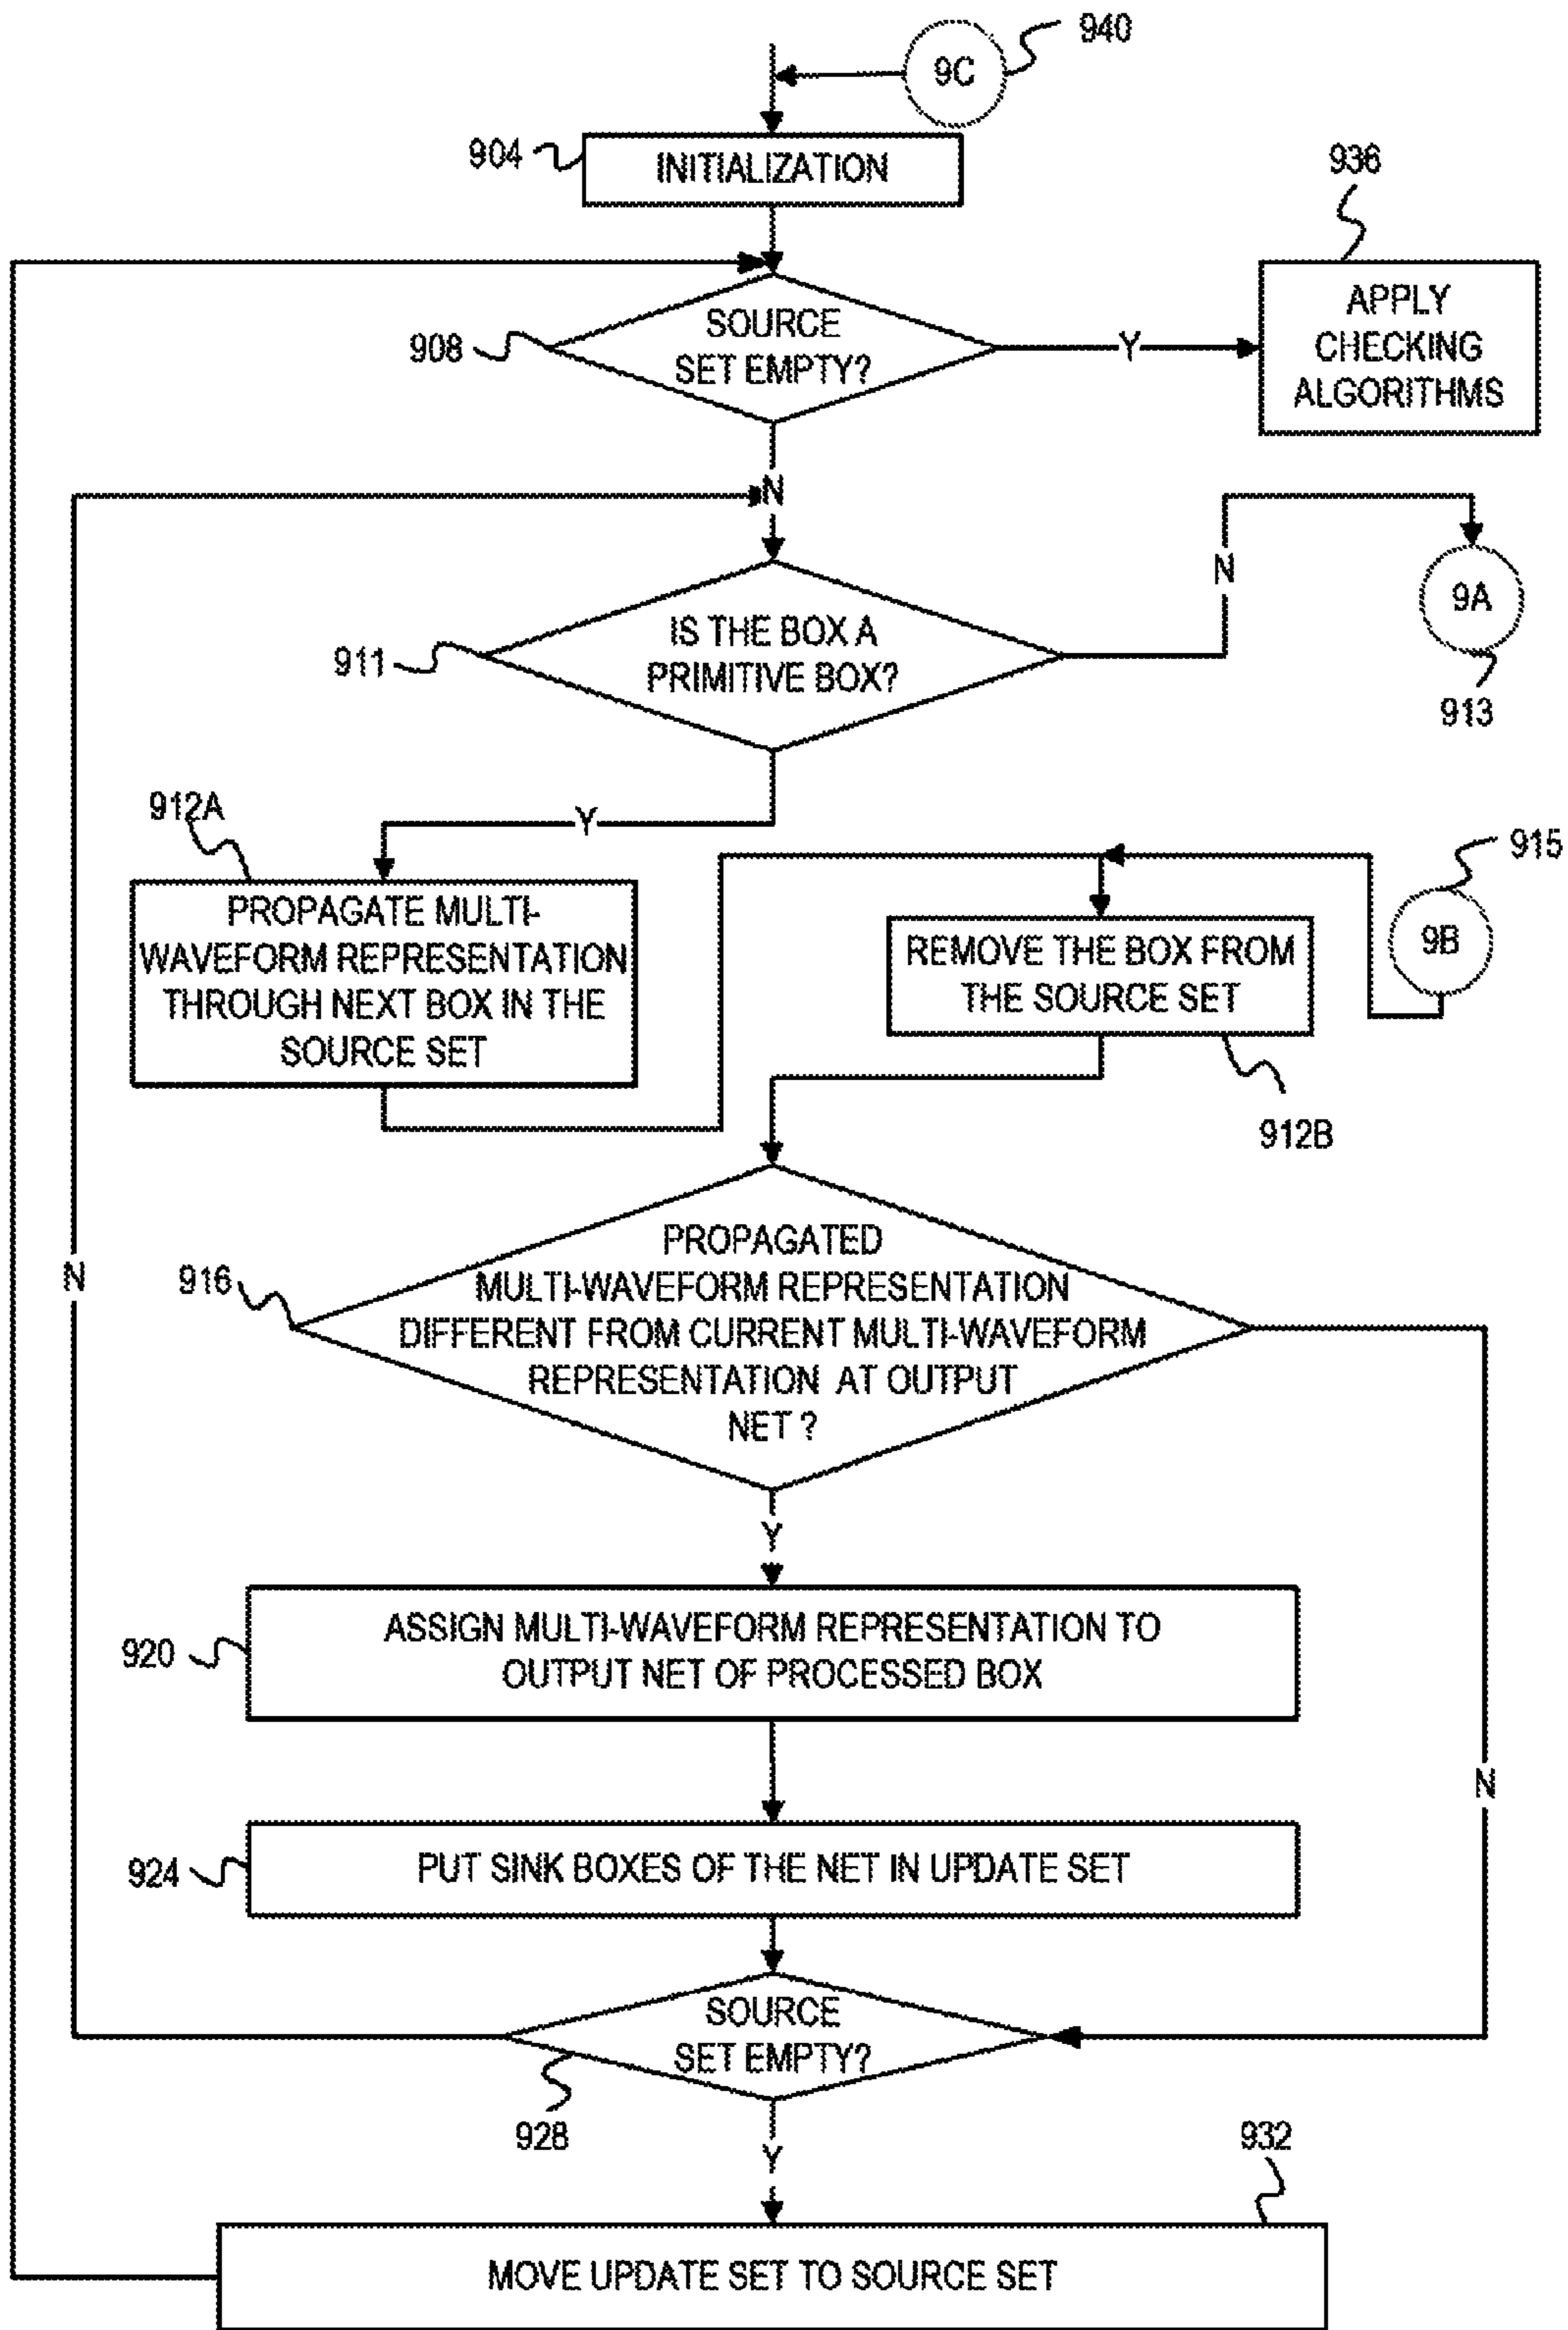 940
9C
904
INITIALIZATION
936
APPLY
CHECKING
ALGORITHMS
908
SOURCE
SET EMPTY?
Y
N
N
9A
913
911
IS THE BOX A
PRIMITIVE BOX?
Y
912A
PROPAGATE MULTI-
WAVEFORM REPRESENTATION
THROUGH NEXT BOX IN THE
SOURCE SET
915
9B
REMOVE THE BOX FROM
THE SOURCE SET
912B
N
916
PROPAGATED
MULTI-WAVEFORM REPRESENTATION
DIFFERENT FROM CURRENT MULTI-WAVEFORM
REPRESENTATION AT OUTPUT
NET ?
Y
920
ASSIGN MULTI-WAVEFORM REPRESENTATION TO
OUTPUT NET OF PROCESSED BOX
N
924
PUT SINK BOXES OF THE NET IN UPDATE SET
SOURCE
SET EMPTY?
928
Y
932
MOVE UPDATE SET TO SOURCE SET